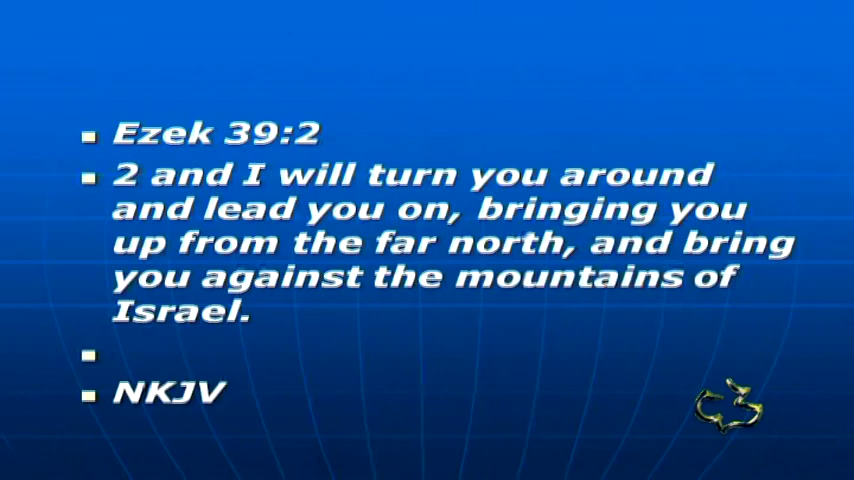 Ezek 39:2
2 and I will turn you around
and lead you on, bringing you
up from the far north, and bring
you against the mountains of
Israel.
NKJV